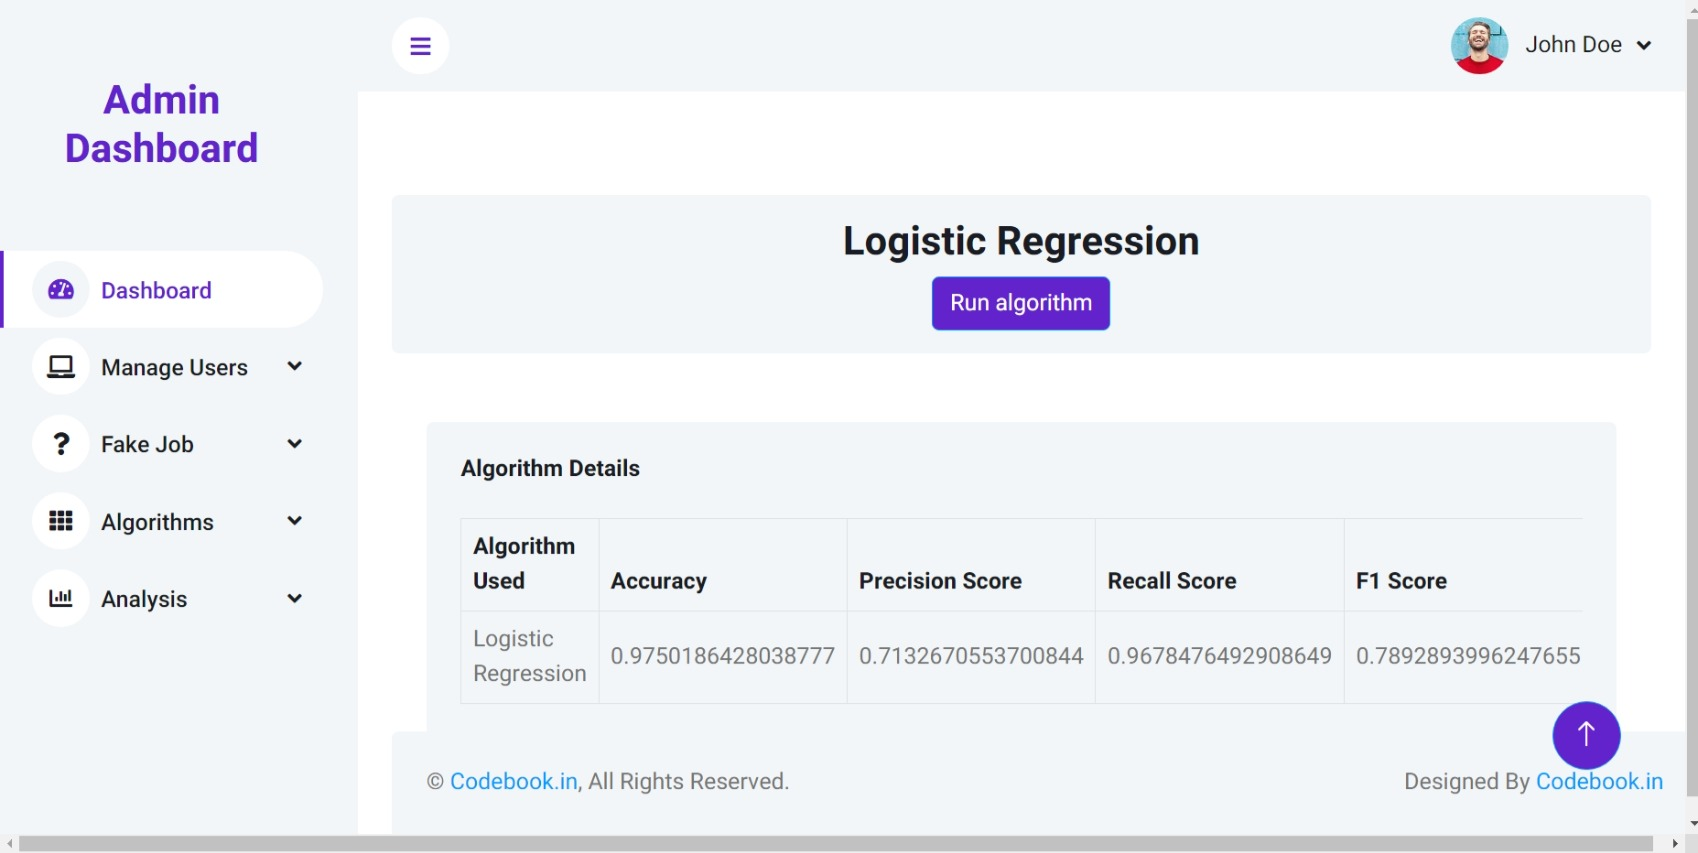 John Doe
Admin
Dashboard
Dashboard
Manage Users
Fake Job
Algorithms
Analysis
Logistic Regression
Run algorithm
Algorithm Details
Algorithm Used Accuracy Precision Score Recall Score F1 Score
Logistic Regression 0.9750186428038777 0.7132670553700844 0.9678476492908649 0.7892893996247655
© Codebook.in, All Rights Reserved. Designed By Codebook.in